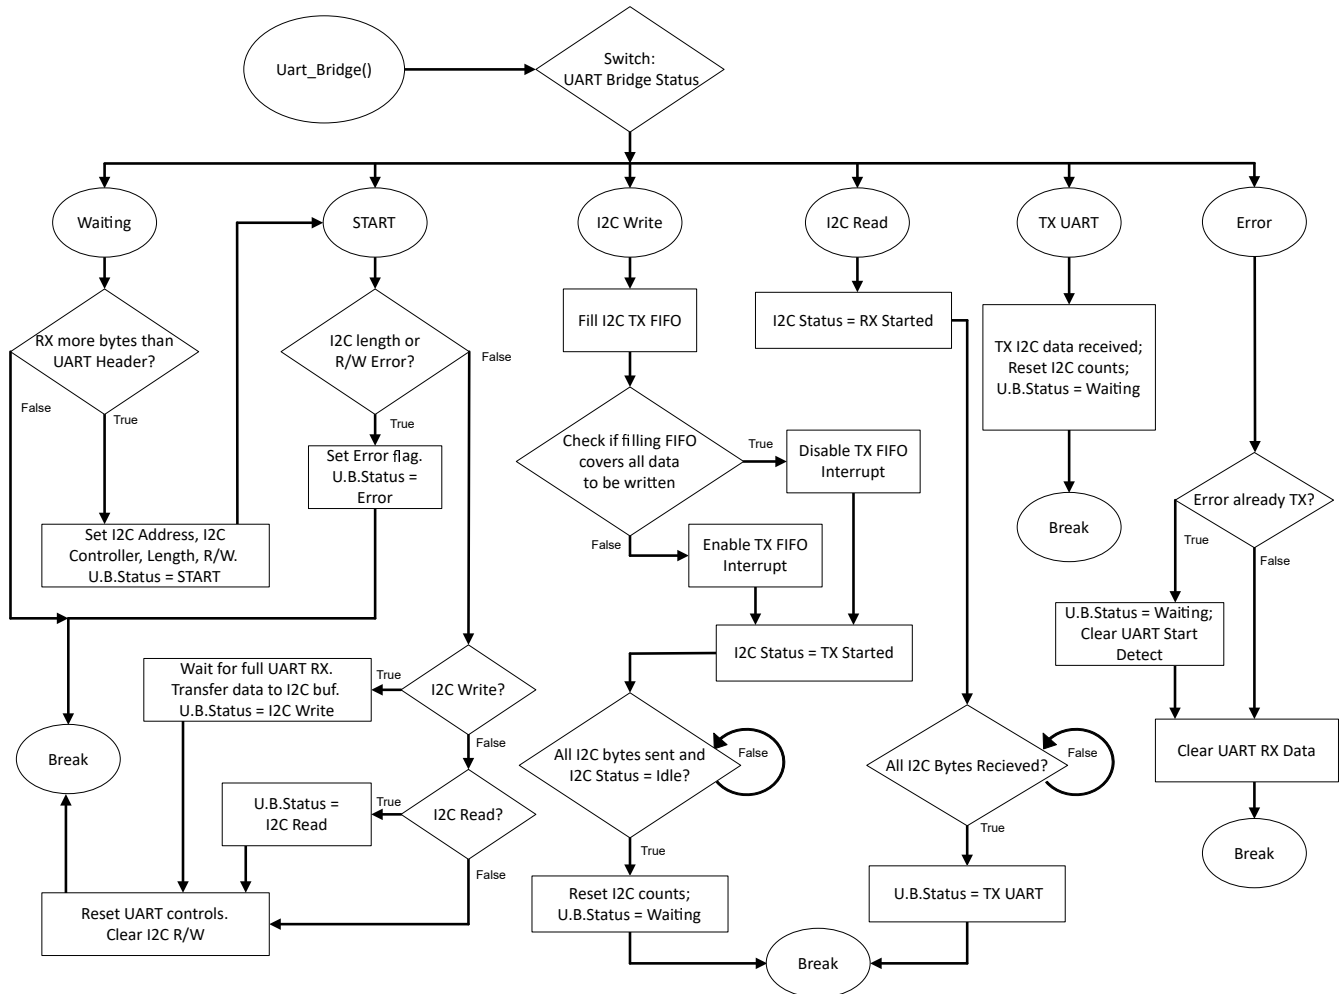 Uart_Bridge()
Switch:
UART Bridge Status
Waiting
START
I2C Write
I2C Read
TX UART
Error
RX more bytes than
UART Header?
False
True
Set I2C Address, I2C
Controller, Length, R/W.
U.B.Status = START
I2C length or
R/W Error?
False
True
Set Error flag.
U.B.Status =
Error
I2C Write?
True
False
Wait for full UART RX.
Transfer data to I2C buf.
U.B.Status = I2C Write
I2C Read?
True
False
U.B.Status =
I2C Read
Reset UART controls.
Clear I2C R/W
Break
Fill I2C TX FIFO
Check if filling FIFO
covers all data
to be written
True
False
Disable TX FIFO
Interrupt
Enable TX FIFO
Interrupt
I2C Status = TX Started
All I2C bytes sent and
I2C Status = Idle?
False
True
Reset I2C counts;
U.B.Status = Waiting
I2C Status = RX Started
All I2C Bytes Recieved?
False
True
U.B.Status = TX UART
Break
TX I2C data received;
Reset I2C counts;
U.B.Status = Waiting
Break
Error already TX?
True
False
U.B.Status = Waiting;
Clear UART Start
Detect
Clear UART RX Data
Break